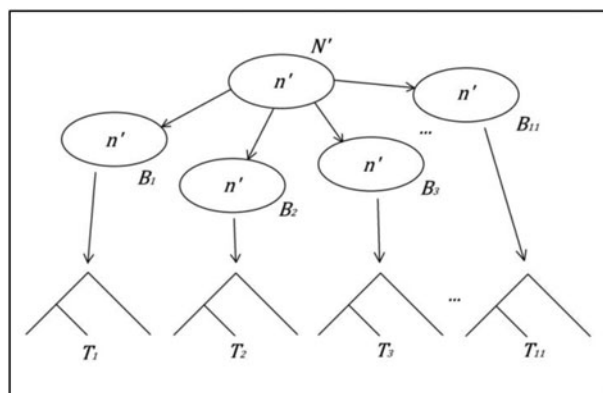 N'
n'
n'
n'
n'
n'
...
B₁
B₂
B₃
B₁₁
...
T₁
T₂
T₃
T₁₁